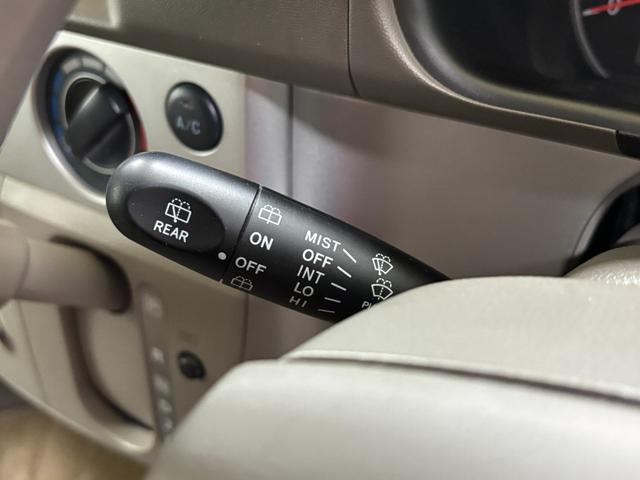 A/C
REAR
ON
OFF
MIST
OFF
INT
LO
HI